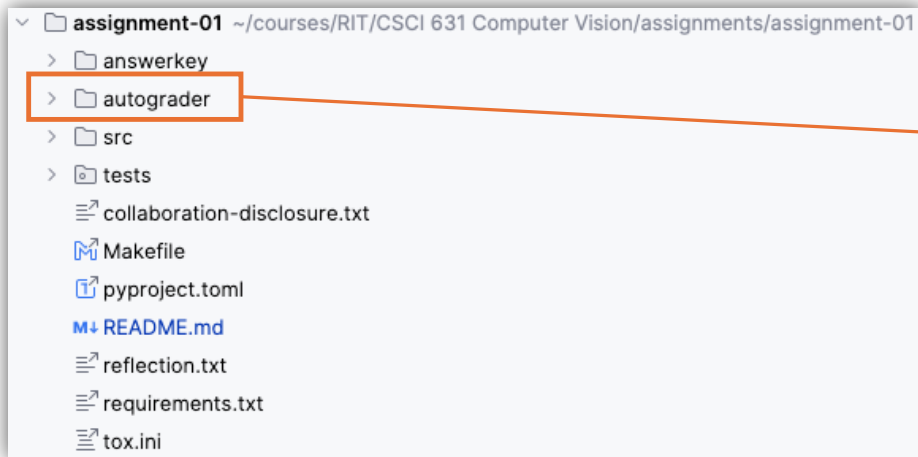 assignment-01 ~/courses/RIT/CSCI 631 Computer Vision/assignments/assignment-01
answerkey
autograder
src
tests
collaboration-disclosure.txt
Makefile
pyproject.toml
README.md
reflection.txt
requirements.txt
tox.ini